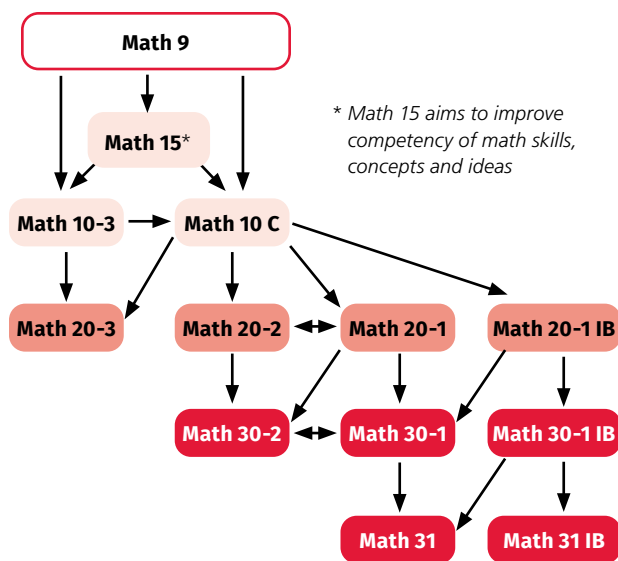 Math 9
* Math 15 aims to improve
competency of math skills,
concepts and ideas
Math 15*
Math 10-3
Math 10 C
Math 20-3
Math 20-2
Math 20-1
Math 20-1 IB
Math 30-2
Math 30-1
Math 30-1 IB
Math 31
Math 31 IB